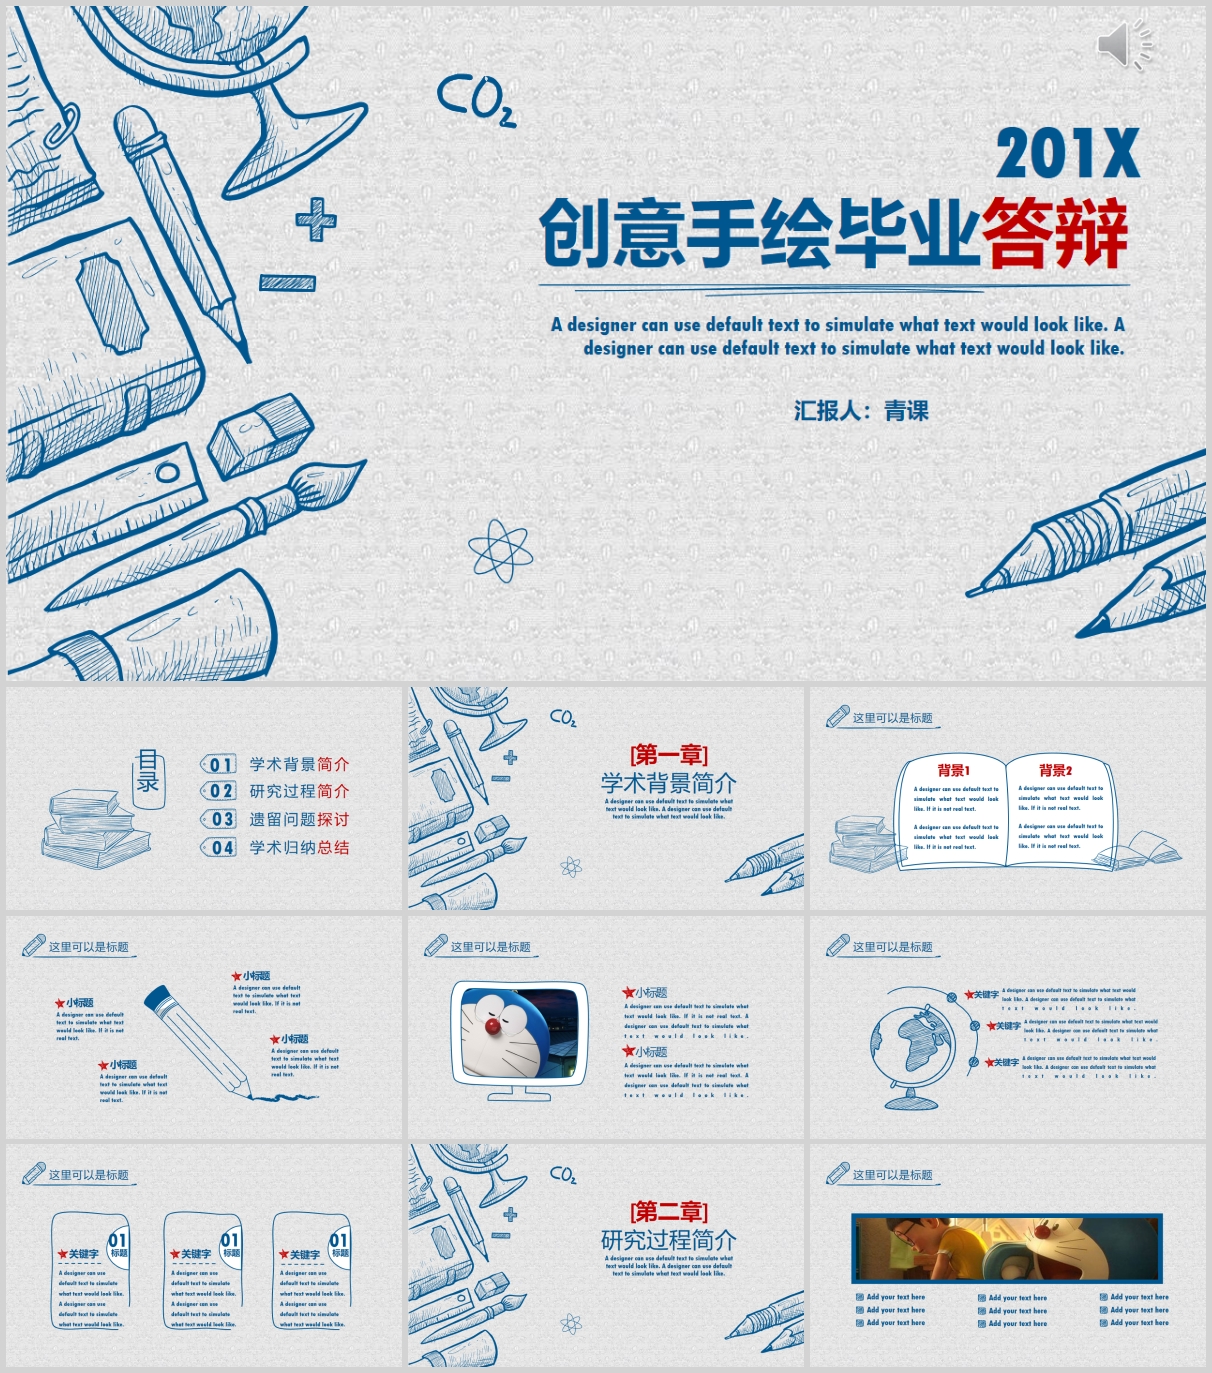 CO2
201X
创意手绘毕业答辩
A designer can use default text to simulate what text would look like. A
designer can use default text to simulate what text would look like.
汇报人：青课
目录
01 学术背景简介
02 研究过程简介
03 遗留问题探讨
04 学术归纳总结
CO2
[第一章]
学术背景简介
A designer can use default text to simulate what
text would look like. A designer can use default
text to simulate what text would look like.
这里可以是标题
背景1
A designer can use default text to
simulate what text would look
like. If it is not real text.
A designer can use default text to
simulate what text would look
like. If it is not real text.
背景2
A designer can use default text to
simulate what text would look
like. If it is not real text.
A designer can use default text to
simulate what text would look
like. If it is not real text.
这里可以是标题
小标题
A designer can use default
text to simulate what text
would look like. If it is not
real text.
小标题
A designer can use default
text to simulate what text
would look like. If it is not
real text.
小标题
A designer can use default
text to simulate what text
would look like. If it is not
real text.
小标题
A designer can use default
text to simulate what text
would look like. If it is not
real text.
这里可以是标题
小标题
A designer can use default text to simulate what
text would look like. If it is not real text. A
designer can use default text to simulate what
text would look like.
小标题
A designer can use default text to simulate what
text would look like. If it is not real text. A
designer can use default text to simulate what
text would look like.
这里可以是标题
关键字
A designer can use default text to simulate what text would
look like. A designer can use default text to simulate what
text would look like.
关键字
A designer can use default text to simulate what text would
look like. A designer can use default text to simulate what
text would look like.
关键字
A designer can use default text to simulate what text would
look like. A designer can use default text to simulate what
text would look like.
这里可以是标题
01
标题
关键字
A designer can use
default text to simulate
what text would look like.
A designer can use
default text to simulate
what text would look like.
01
标题
关键字
A designer can use
default text to simulate
what text would look like.
A designer can use
default text to simulate
what text would look like.
01
标题
关键字
A designer can use
default text to simulate
what text would look like.
A designer can use
default text to simulate
what text would look like.
CO2
[第二章]
研究过程简介
A designer can use default text to simulate what
text would look like. A designer can use default
text to simulate what text would look like.
这里可以是标题
Add your text here
Add your text here
Add your text here
Add your text here
Add your text here
Add your text here
Add your text here
Add your text here
Add your text here